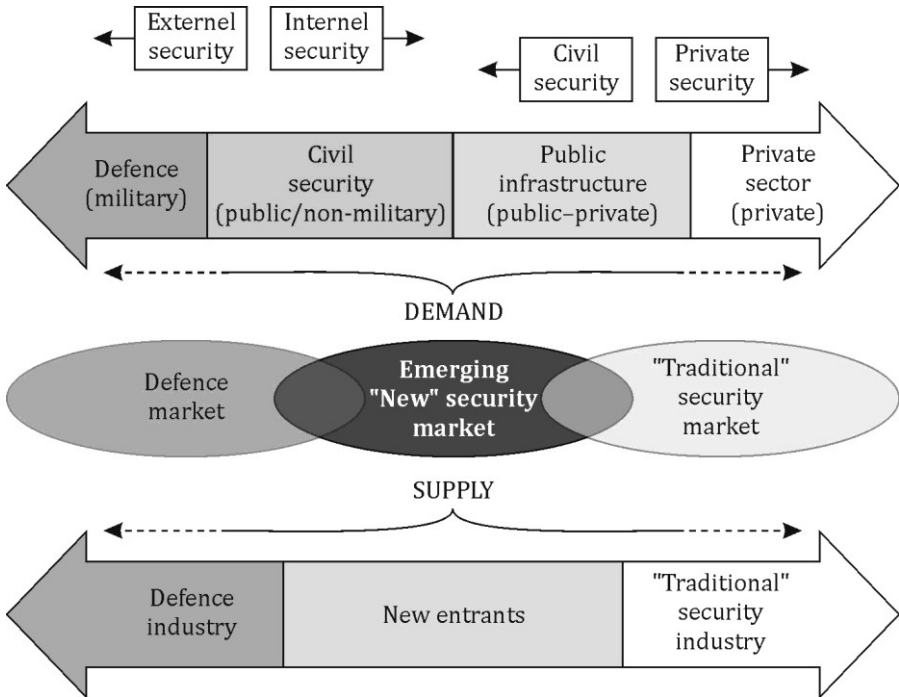 Externel
security
Internel
security
Civil
security
Private
security
Defence
(military)
Civil
security
(public/non-military)
Public
infrastructure
(public–private)
Private
sector
(private)
DEMAND
Defence
market
Emerging
"New" security
market
"Traditional"
security
market
SUPPLY
Defence
industry
New entrants
"Traditional"
security
industry